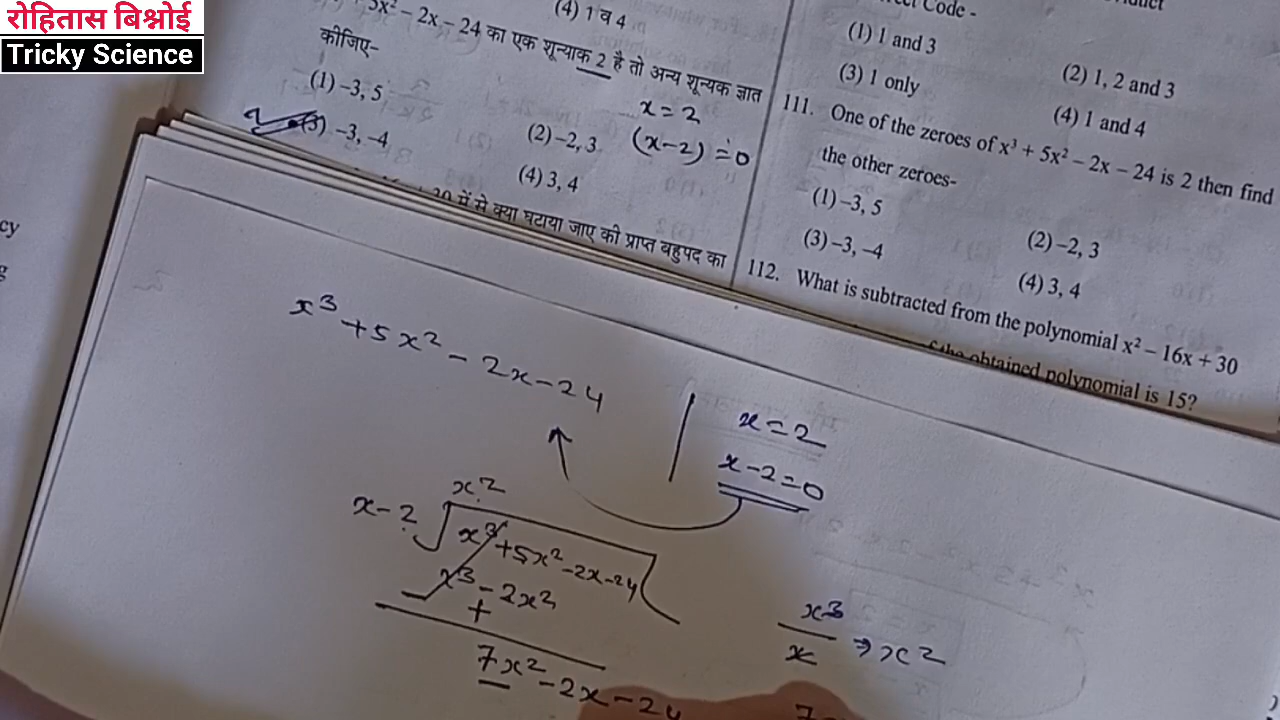 रोहितास बिश्नोई
Tricky Science
(4) 1 व 4
5x² – 2x – 24 का एक शून्याक 2 है तो अन्य शून्यक ज्ञात
कीजिए-
(1) –3, 5
(2) –2, 3
(3) –3, –4
(4) 3, 4
x = 2
(x-2) = 0
में से क्या घटाया जाए की प्राप्त बहुपद का
Code -
(1) 1 and 3
(2) 1, 2 and 3
(3) 1 only
(4) 1 and 4
111. One of the zeroes of x³ + 5x² – 2x – 24 is 2 then find
the other zeroes-
(1) –3, 5
(2) –2, 3
(3) –3, –4
(4) 3, 4
112. What is subtracted from the polynomial x² – 16x + 30
the obtained polynomial is 15?
x³ + 5x² - 2x - 24
x = 2
x-2 = 0
x²
x-2 x³ + 5x² - 2x - 24
x³ - 2x²
- +
7x² - 2x - 24
x³/x ⇒ x²
cy